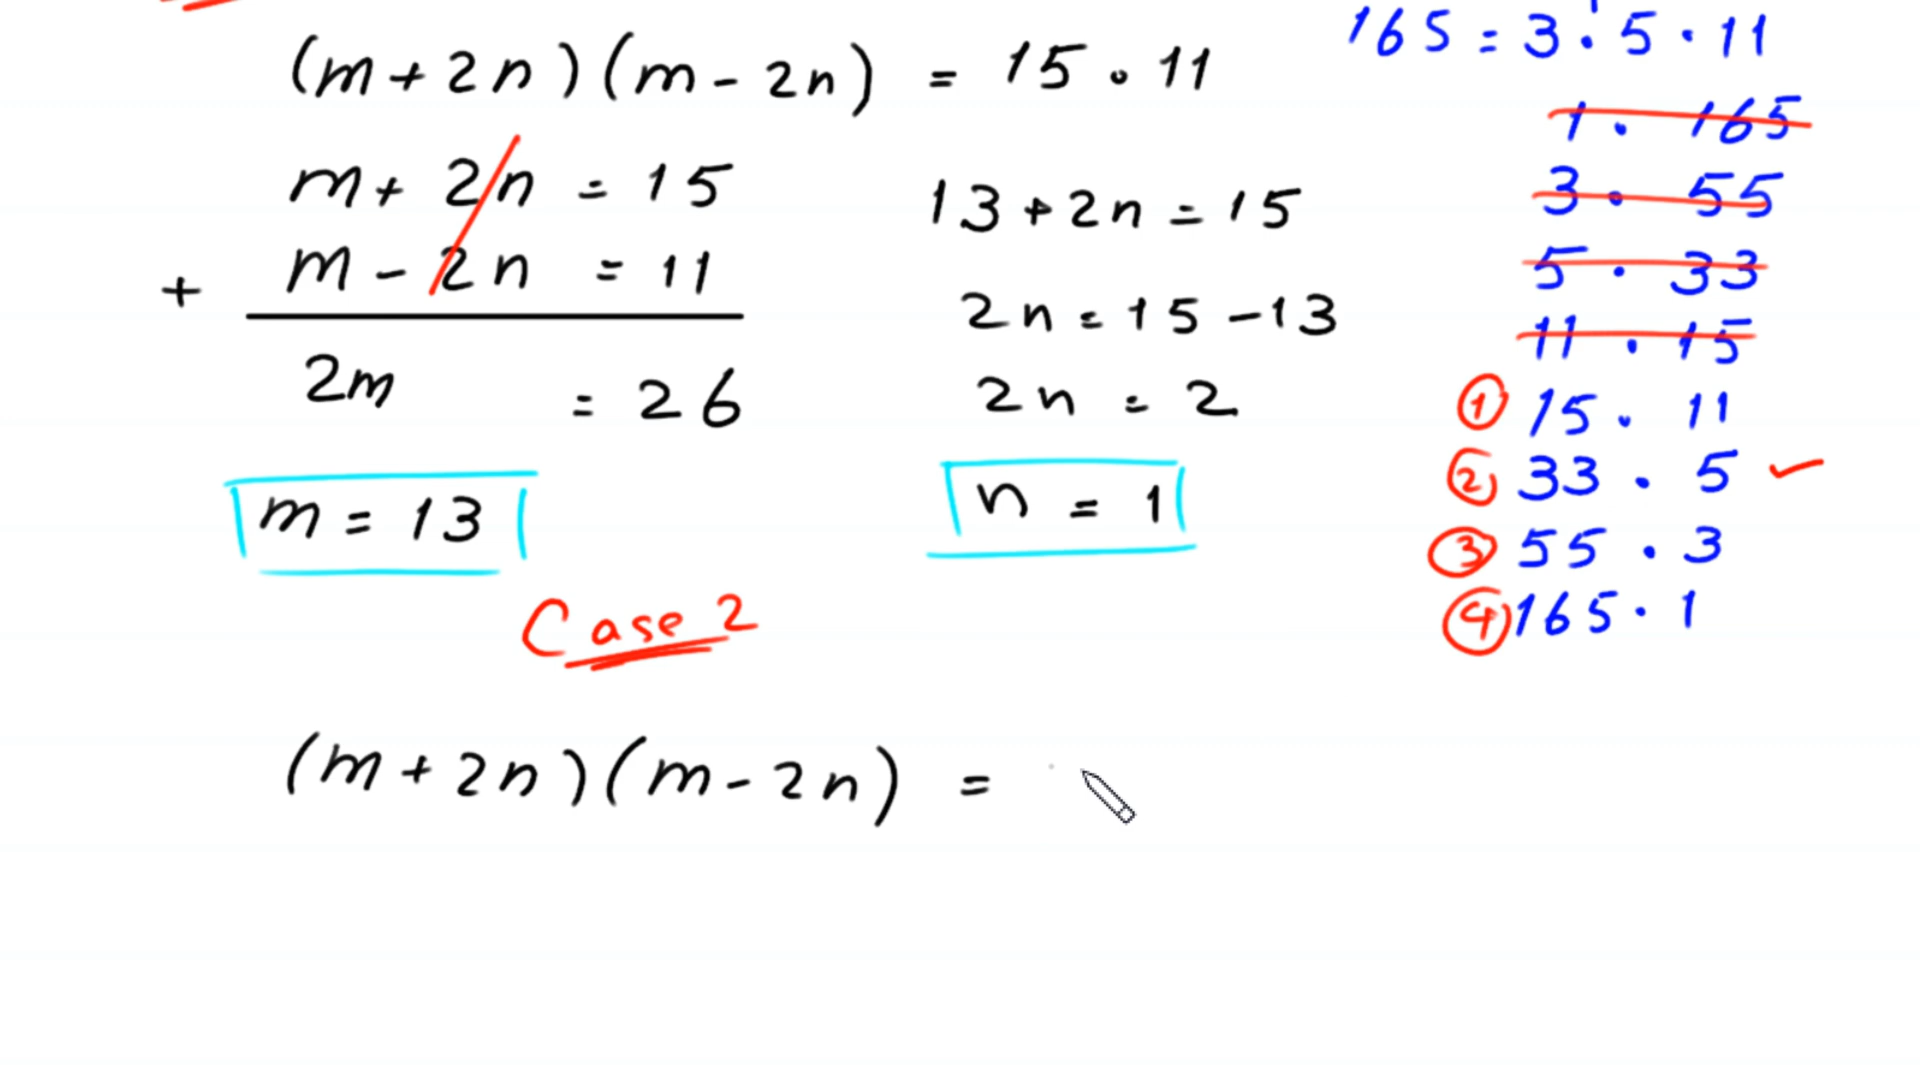 (m + 2n)(m - 2n) = 15 · 11
m + 2n = 15
+ m - 2n = 11
2m = 26
m = 13
13 + 2n = 15
2n = 15 - 13
2n = 2
n = 1
165 = 3 · 5 · 11
1 · 165
3 · 55
5 · 33
11 · 15
① 15 · 11
② 33 · 5 ✓
③ 55 · 3
④ 165 · 1
Case 2
(m + 2n)(m - 2n) =